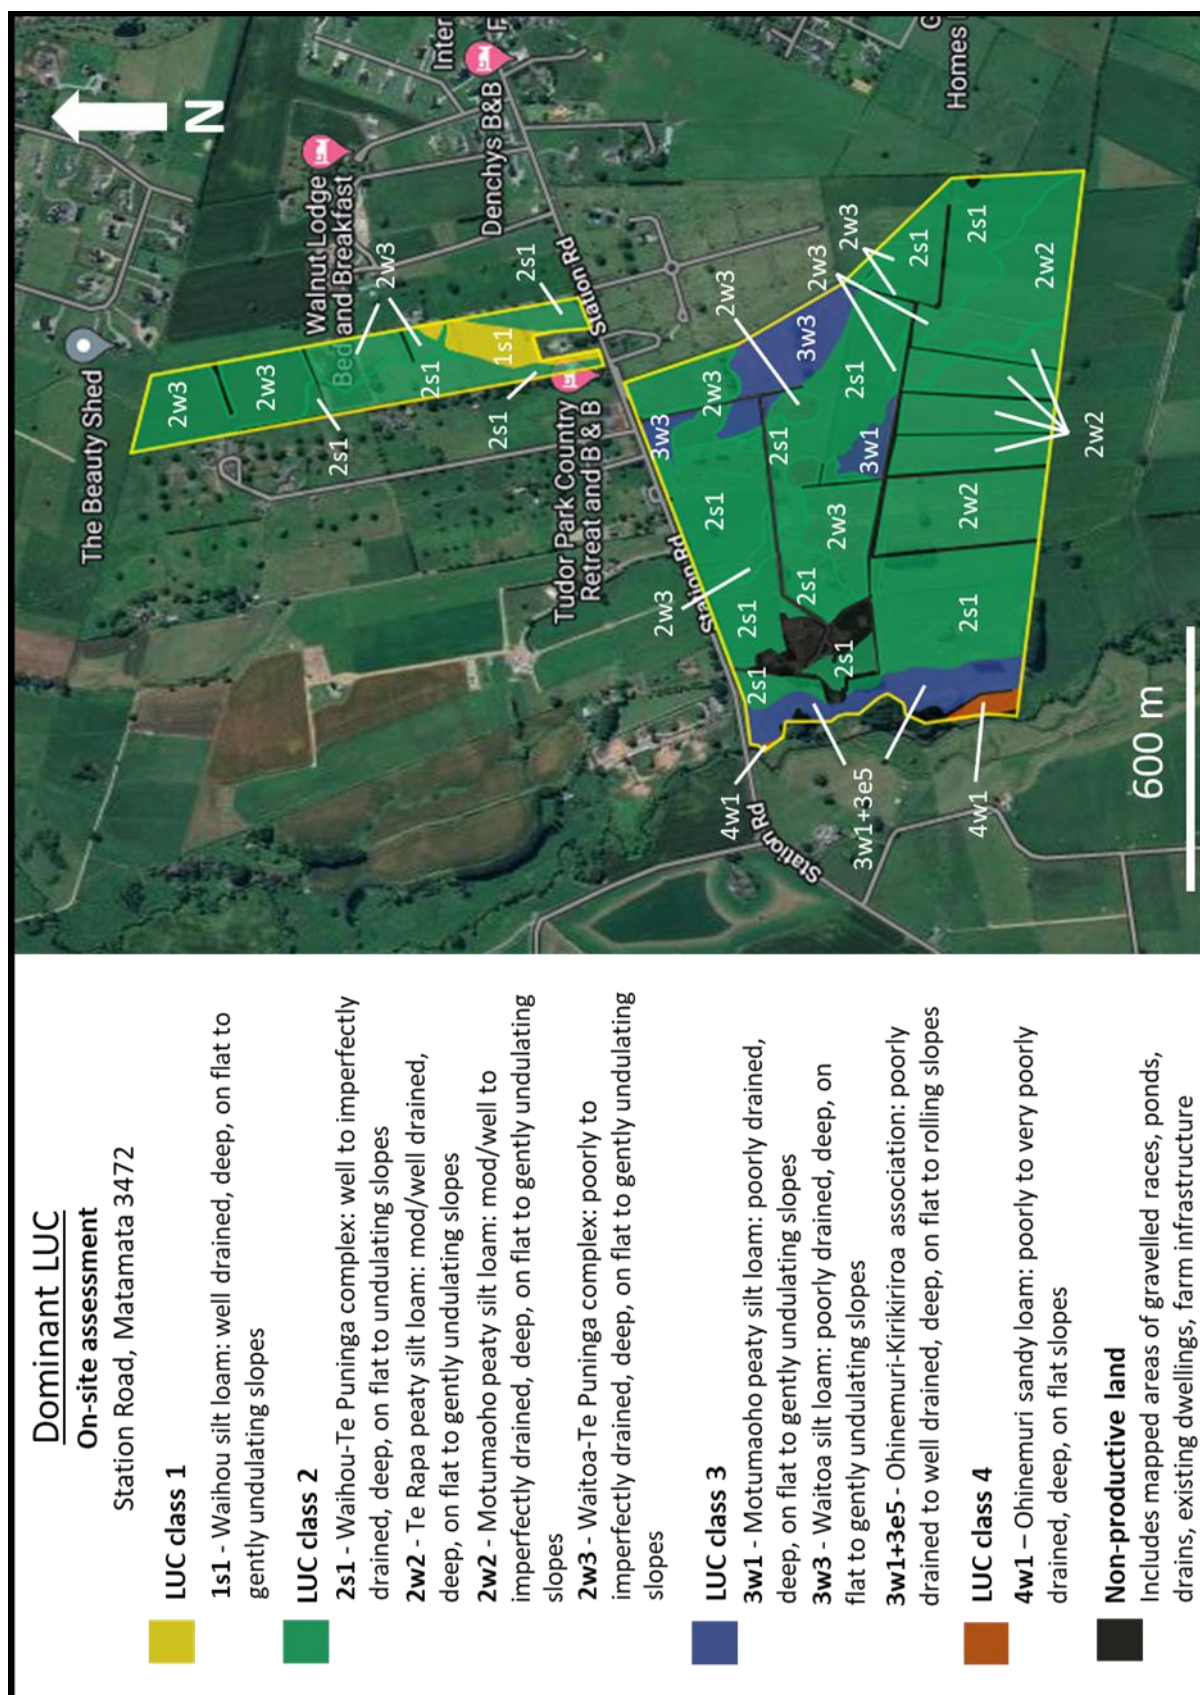 Dominant LUC
On-site assessment
Station Road, Matamata 3472
LUC class 1
1s1 - Waihou silt loam: well drained, deep, on flat to
gently undulating slopes
LUC class 2
2s1 - Waihou-Te Puninga complex: well to imperfectly
drained, deep, on flat to undulating slopes
2w2 - Te Rapa peaty silt loam: mod/well drained,
deep, on flat to gently undulating slopes
2w2 - Motumaoho peaty silt loam: mod/well to
imperfectly drained, deep, on flat to gently undulating
slopes
2w3 - Waitoa-Te Puninga complex: poorly to
imperfectly drained, deep, on flat to gently undulating
slopes
LUC class 3
3w1 - Motumaoho peaty silt loam: poorly drained,
deep, on flat to gently undulating slopes
3w3 - Waitoa silt loam: poorly drained, deep, on
flat to gently undulating slopes
3w1+3e5 - Ohinemuri-Kirikiriroa association: poorly
drained to well drained, deep, on flat to rolling slopes
LUC class 4
4w1 – Ohinemuri sandy loam: poorly to very poorly
drained, deep, on flat slopes
Non-productive land
Includes mapped areas of gravelled races, ponds,
drains, existing dwellings, farm infrastructure
N
The Beauty Shed
Walnut Lodge
Bed and Breakfast
Inter
Denchys B&B
F
G
Homes
Tudor Park Country
Retreat and B & B
Station Rd
Station Rd
Station Rd
Station Rd
2w3
2w3
2w3
2s1
2s1
2s1
1s1
2s1
3w3
2w3
2w3
3w3
2w3
2w3
2s1
2s1
2s1
2s1
2s1
3w1
2w3
2w3
2s1
2s1
2s1
2s1
2w2
2w2
2w2
2s1
4w1
3w1+3e5
4w1
600 m